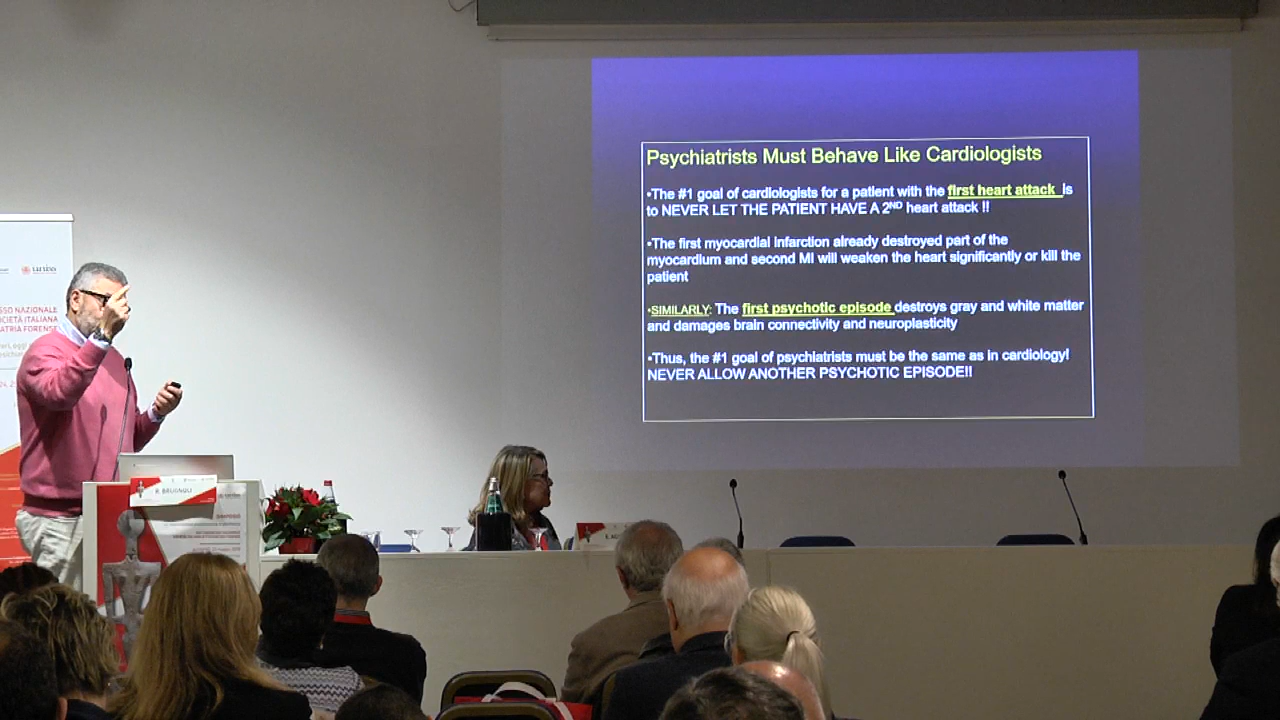 Psychiatrists Must Behave Like Cardiologists
•The #1 goal of cardiologists for a patient with the first heart attack is
to NEVER LET THE PATIENT HAVE A 2ND heart attack !!
•The first myocardial infarction already destroyed part of the
myocardium and second MI will weaken the heart significantly or kill the
patient
•SIMILARLY: The first psychotic episode destroys gray and white matter
and damages brain connectivity and neuroplasticity
•Thus, the #1 goal of psychiatrists must be the same as in cardiology!
NEVER ALLOW ANOTHER PSYCHOTIC EPISODE!!
uniss
SSO NAZIONALE
OCIETÀ ITALIANA
IATRIA FORENSE
R. BRUGNOLI